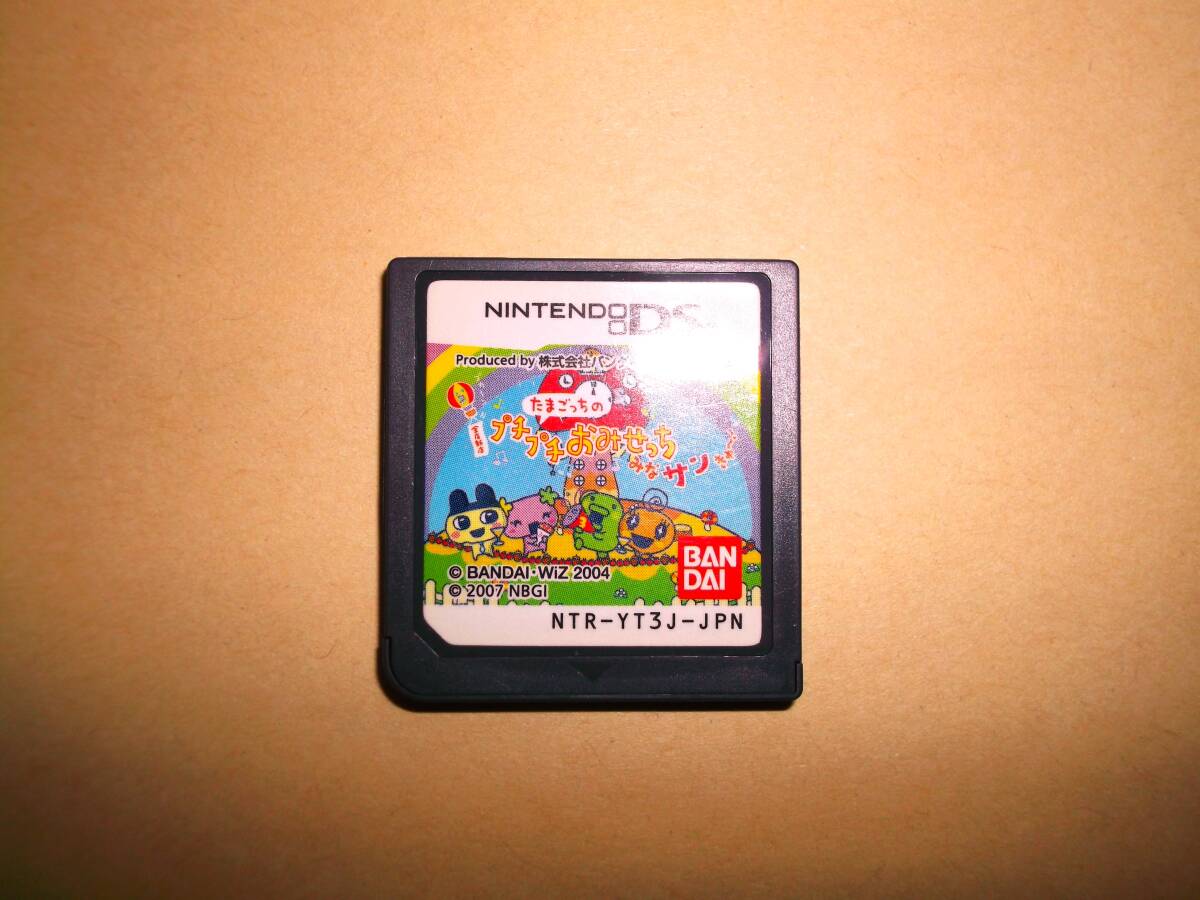 NINTENDO DS
Produced by 株式会社バン
たまごっちの
プチプチおみせっち
みなサンきゅ～
© BANDAI・WiZ 2004
© 2007 NBGI
BAN
DAI
NTR-YT3J-JPN